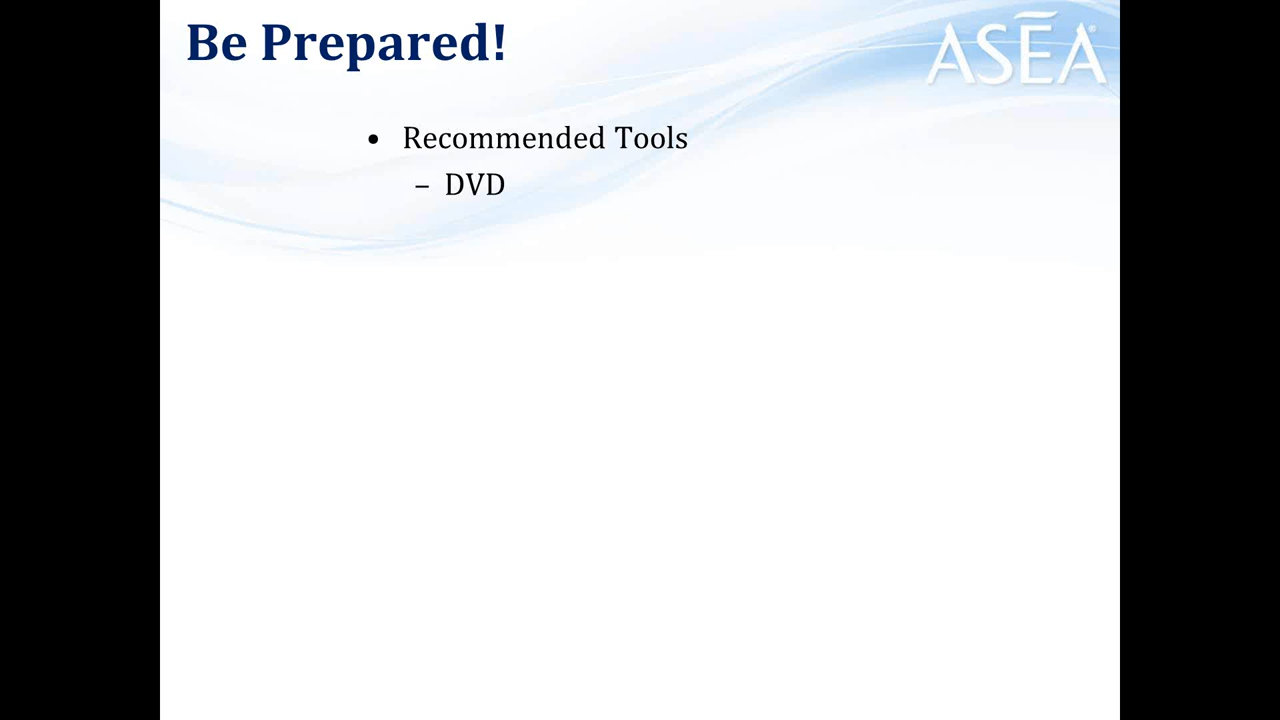 Be Prepared!
ASEA
• Recommended Tools
– DVD